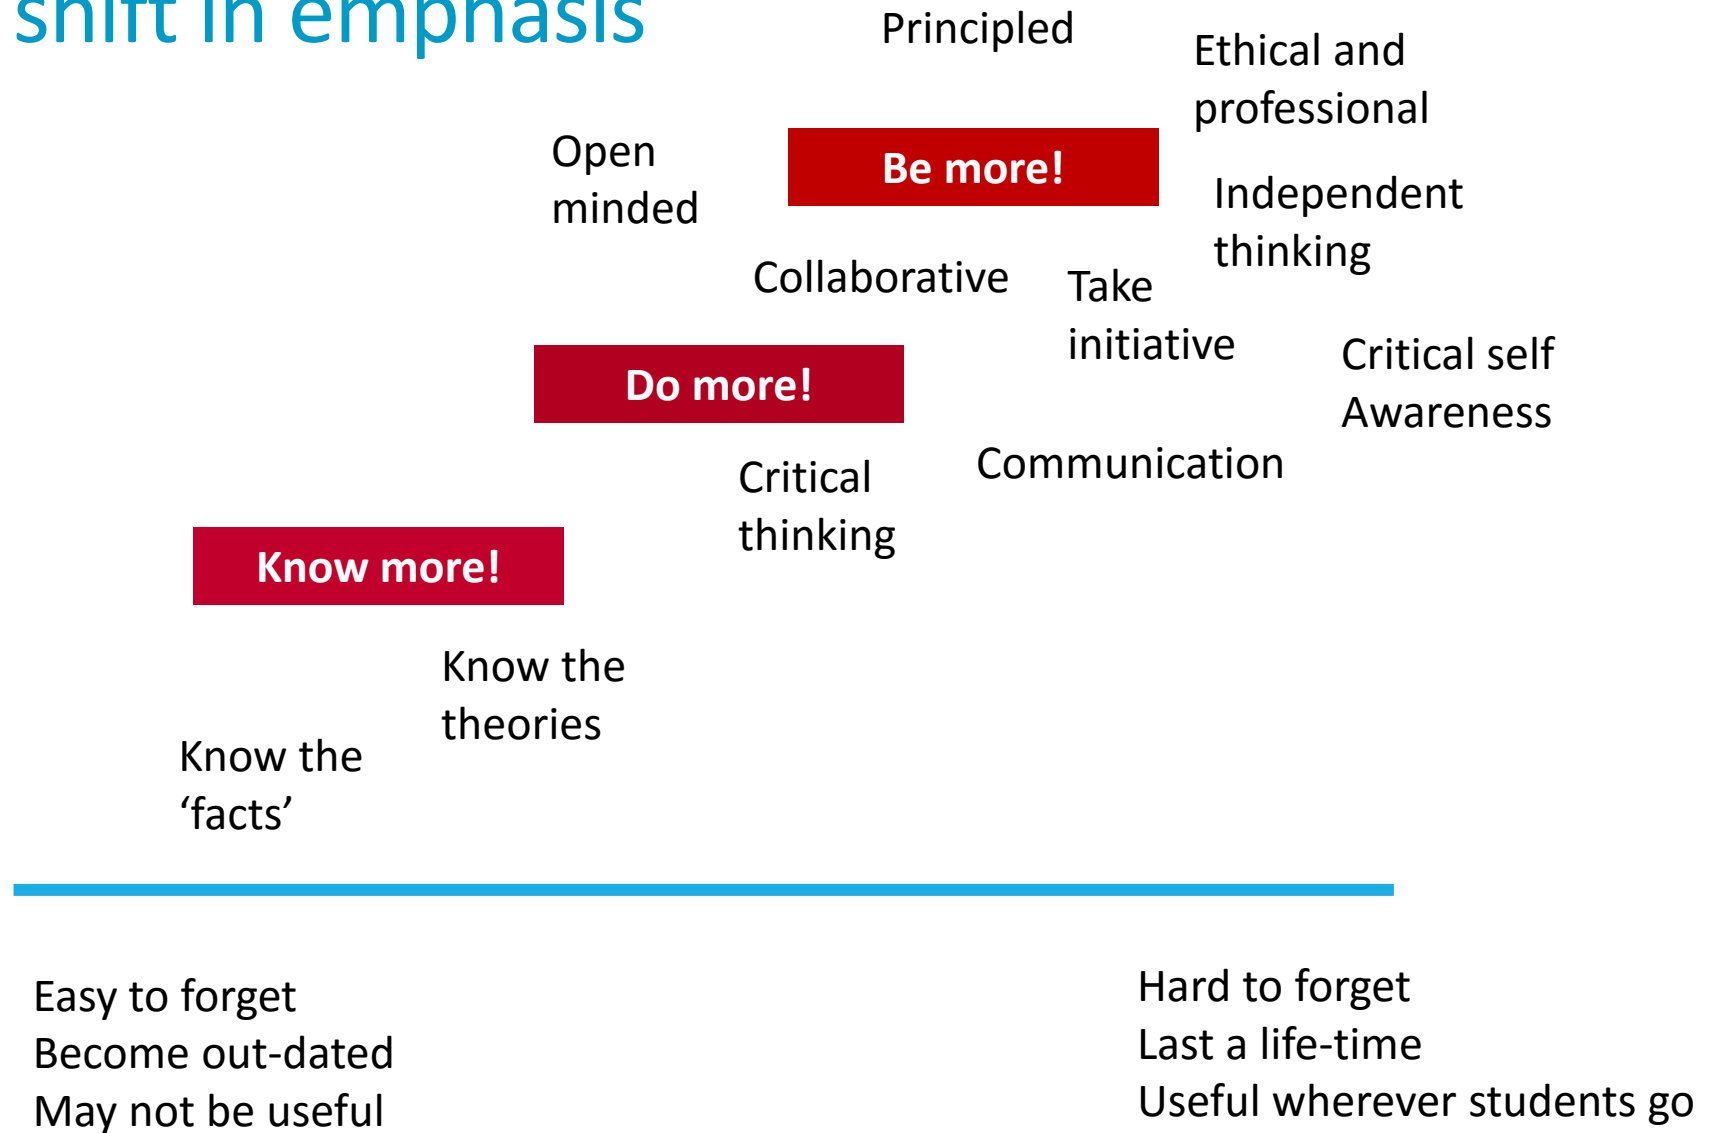 shift in emphasis
Principled
Ethical and
professional
Open
minded
Be more!
Independent
thinking
Collaborative
Take
initiative
Critical self
Awareness
Do more!
Communication
Critical
thinking
Know more!
Know the
theories
Know the
‘facts’
Easy to forget
Become out-dated
May not be useful
Hard to forget
Last a life-time
Useful wherever students go